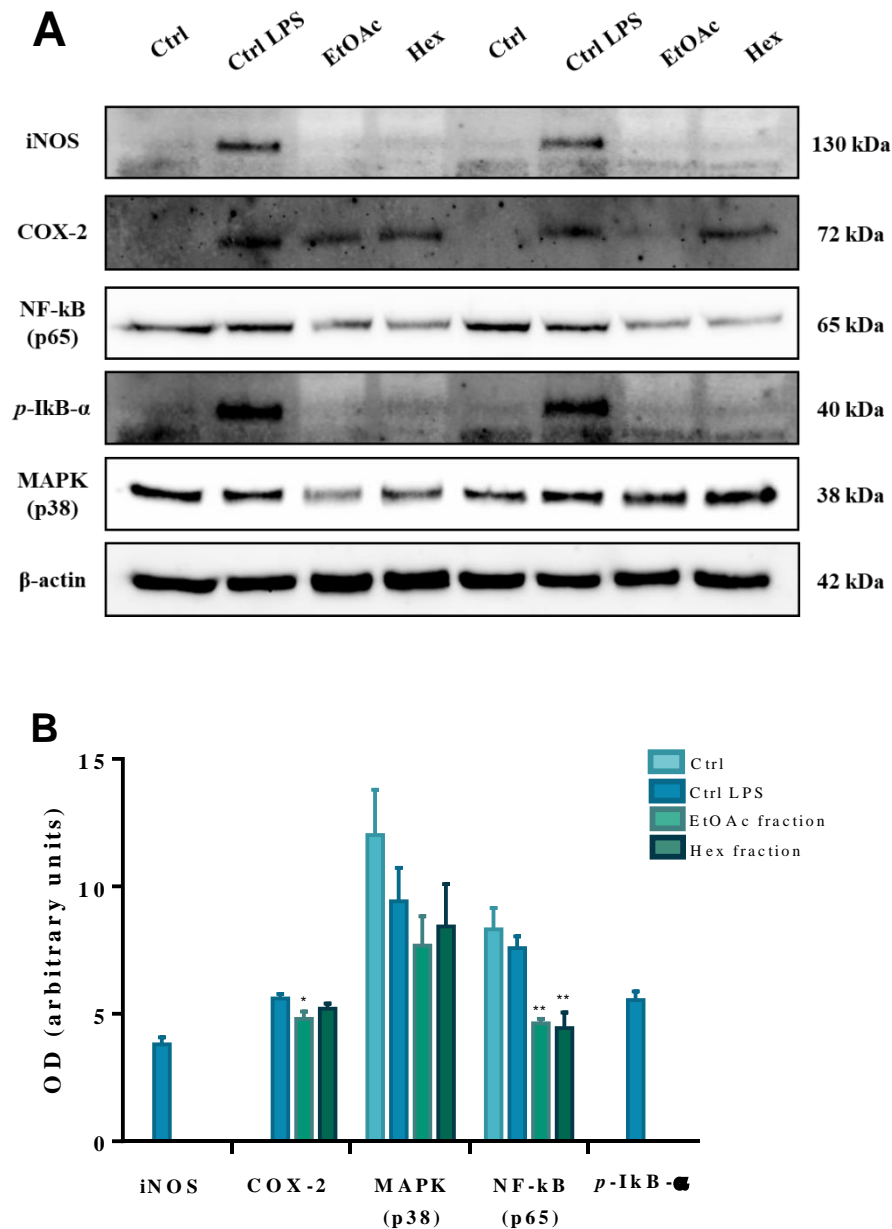 A
Ctrl Ctrl LPS EtOAc Hex Ctrl Ctrl LPS EtOAc Hex
iNOS 130 kDa
COX-2 72 kDa
NF-kB
(p65) 65 kDa
p-IkB-α 40 kDa
MAPK
(p38) 38 kDa
β-actin 42 kDa
B
15
10
5
0
OD (arbitrary units)
Ctrl
Ctrl LPS
EtOAc fraction
Hex fraction
*
** **
iNOS COX-2 MAPK NF-kB p-IkB-
(p38) (p65)